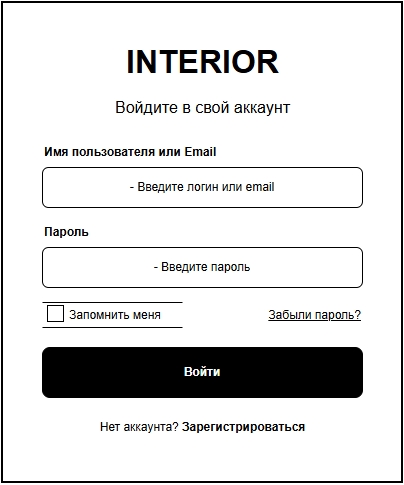 INTERIOR
Войдите в свой аккаунт
Имя пользователя или Email
- Введите логин или email
Пароль
- Введите пароль
Запомнить меня
Забыли пароль?
Войти
Нет аккаунта? Зарегистрироваться